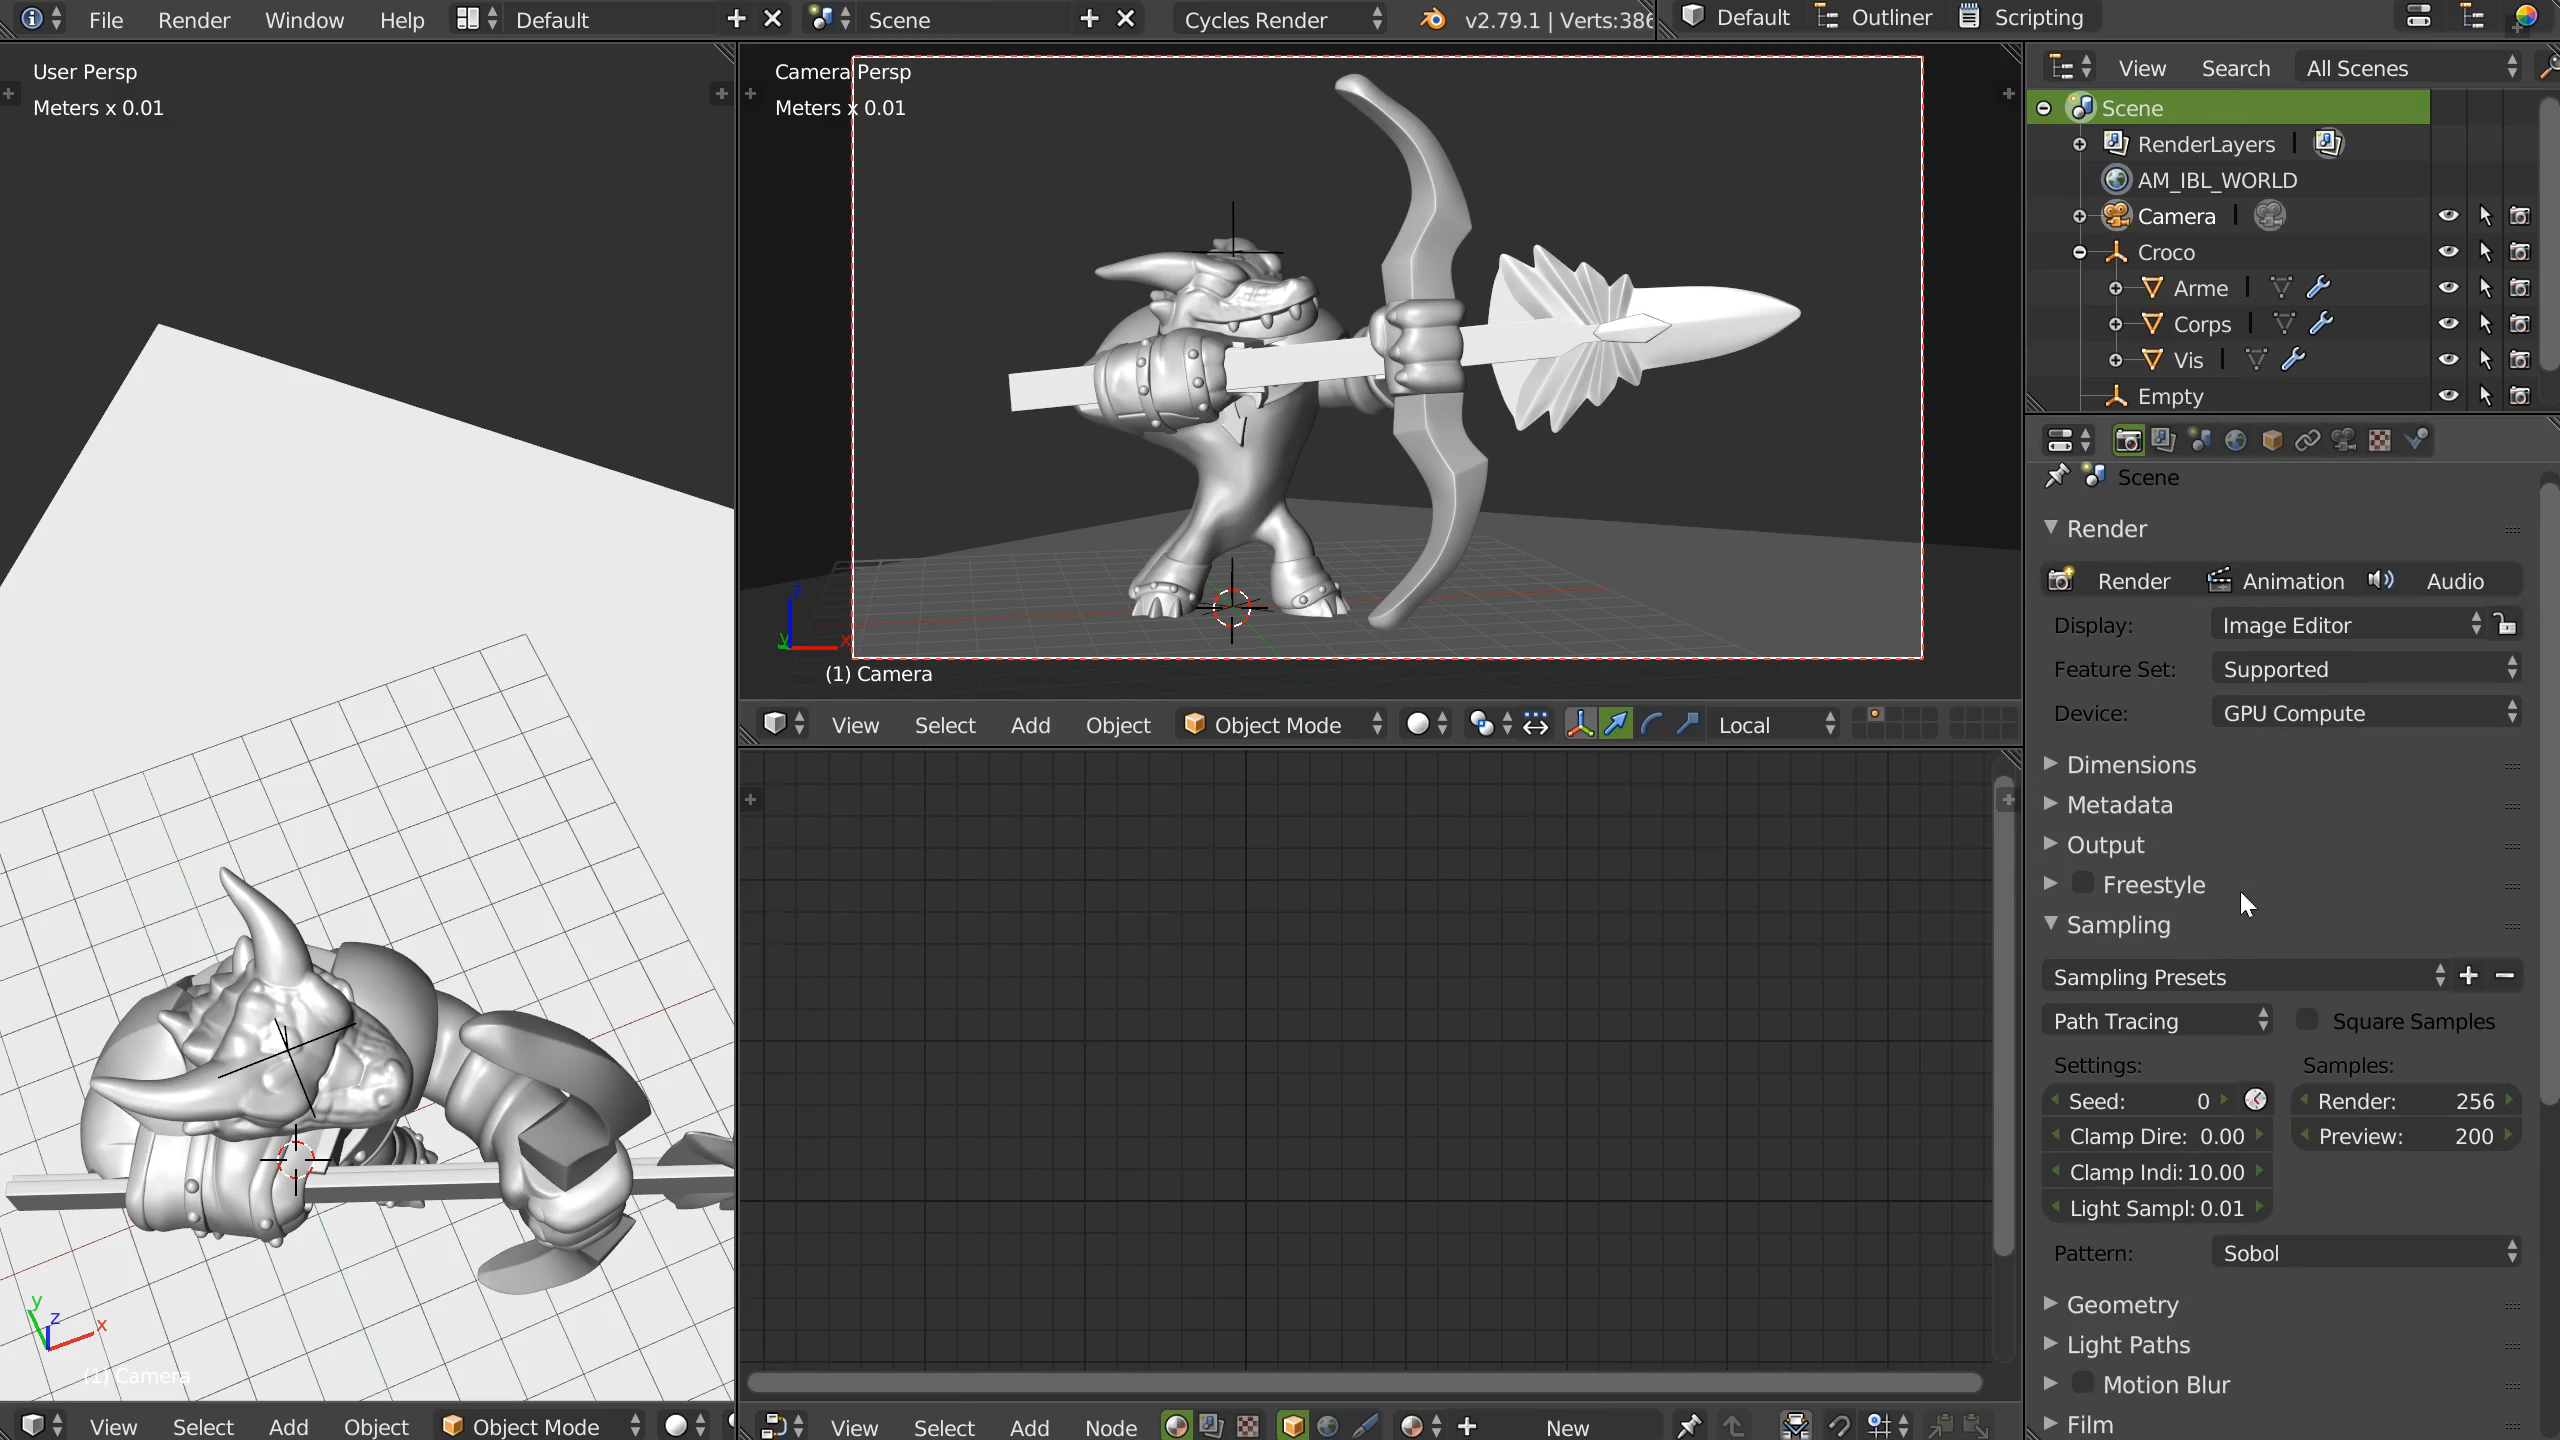 File Render Window Help Default Scene Cycles Render v2.79.1 | Verts:386 Default Outliner Scripting
User Persp
Meters x 0.01
(1) Camera
View Select Add Object Object Mode
Camera Persp
Meters x 0.01
(1) Camera
View Select Add Object Object Mode Local
View Select Add Node New
View Search All Scenes
Scene
RenderLayers
AM_IBL_WORLD
Camera
Croco
Arme
Corps
Vis
Empty
Scene
Render
Render Animation Audio
Display: Image Editor
Feature Set: Supported
Device: GPU Compute
Dimensions
Metadata
Output
Freestyle
Sampling
Sampling Presets
Path Tracing Square Samples
Settings: Samples:
Seed: 0 Render: 256
Clamp Dire: 0.00 Preview: 200
Clamp Indi: 10.00
Light Sampl: 0.01
Pattern: Sobol
Geometry
Light Paths
Motion Blur
Film